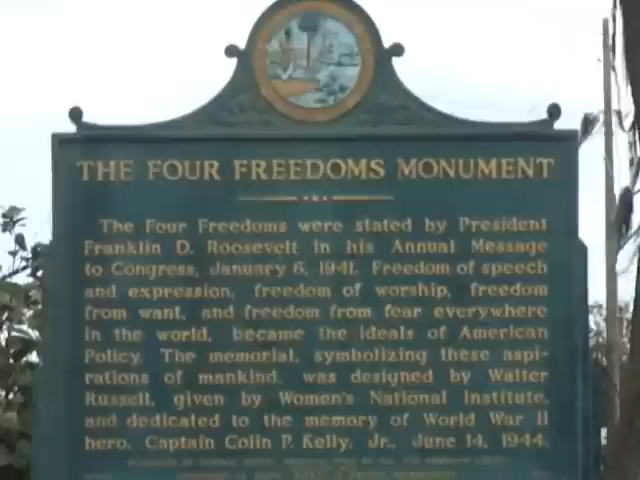 THE FOUR FREEDOMS MONUMENT
The Four Freedoms were stated by President
Franklin D. Roosevelt in his Annual Message
to Congress, January 6, 1941. Freedom of speech
and expression, freedom of worship, freedom
from want, and freedom from fear everywhere
in the world, became the ideals of American
Policy. The memorial, symbolizing these aspi-
rations of mankind, was designed by Walter
Russell, given by Women's National Institute,
and dedicated to the memory of World War II
hero, Captain Colin P. Kelly, Jr., June 14, 1944.